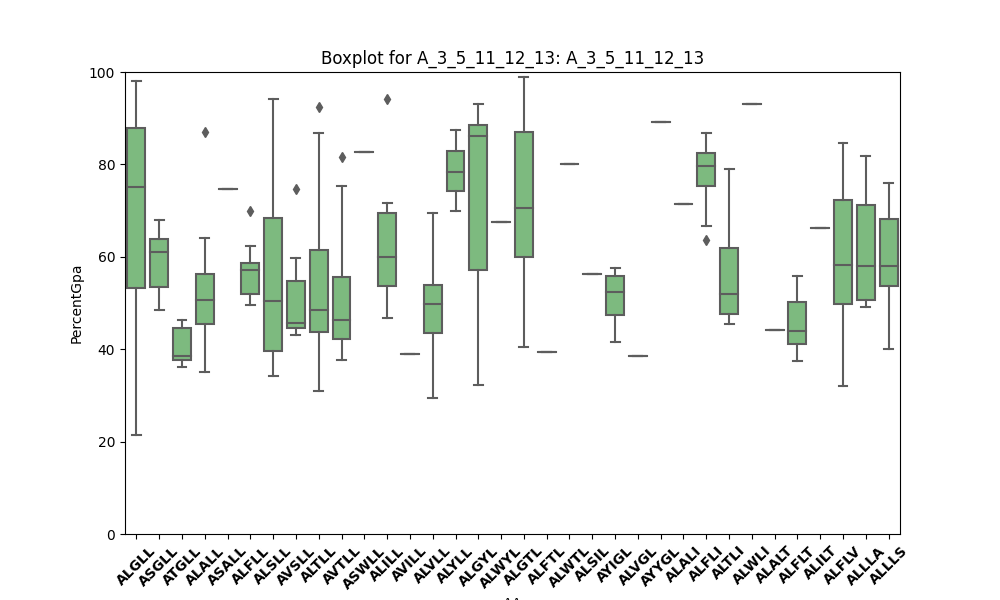 Boxplot for A_3_5_11_12_13: A_3_5_11_12_13
100
80
60
40
20
0
PercentGpa
ALGLL
ASGLL
ATGLL
ALALL
ASALL
ALFLL
ALSLL
AVSLL
ALTLL
AVTLL
ASWLL
ALILL
AVILL
ALVLL
ALYLL
ALGYL
ALWYL
ALGTL
ALFTL
ALWTL
ALSIL
AYIGL
ALVGL
AYYGL
ALALI
ALFLI
ALTLI
ALWLI
ALALT
ALFLT
ALILT
ALFLV
ALLLA
ALLLS